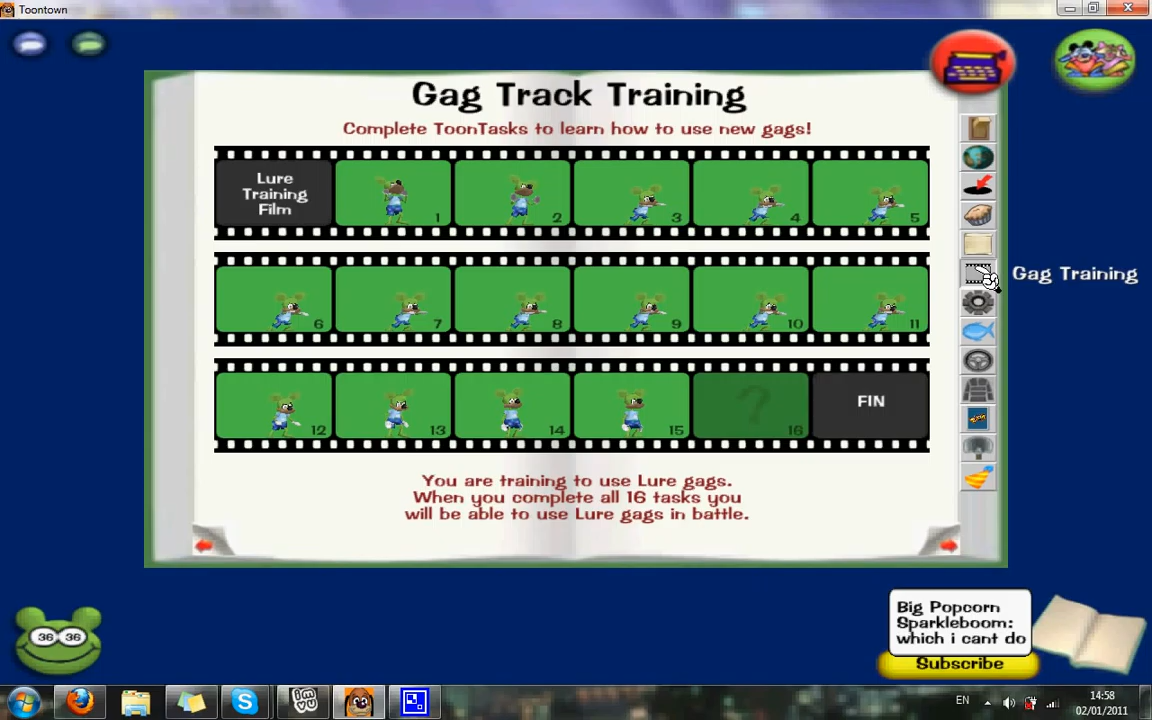 Toontown
Gag Track Training
Complete ToonTasks to learn how to use new gags!
Lure
Training
Film
1
2
3
4
5
6
7
8
9
10
11
12
13
14
15
?
16
FIN
You are training to use Lure gags.
When you complete all 16 tasks you
will be able to use Lure gags in battle.
Gag Training
36 36
Big Popcorn
Sparkleboom:
which i cant do
Subscribe
EN
14:58
02/01/2011